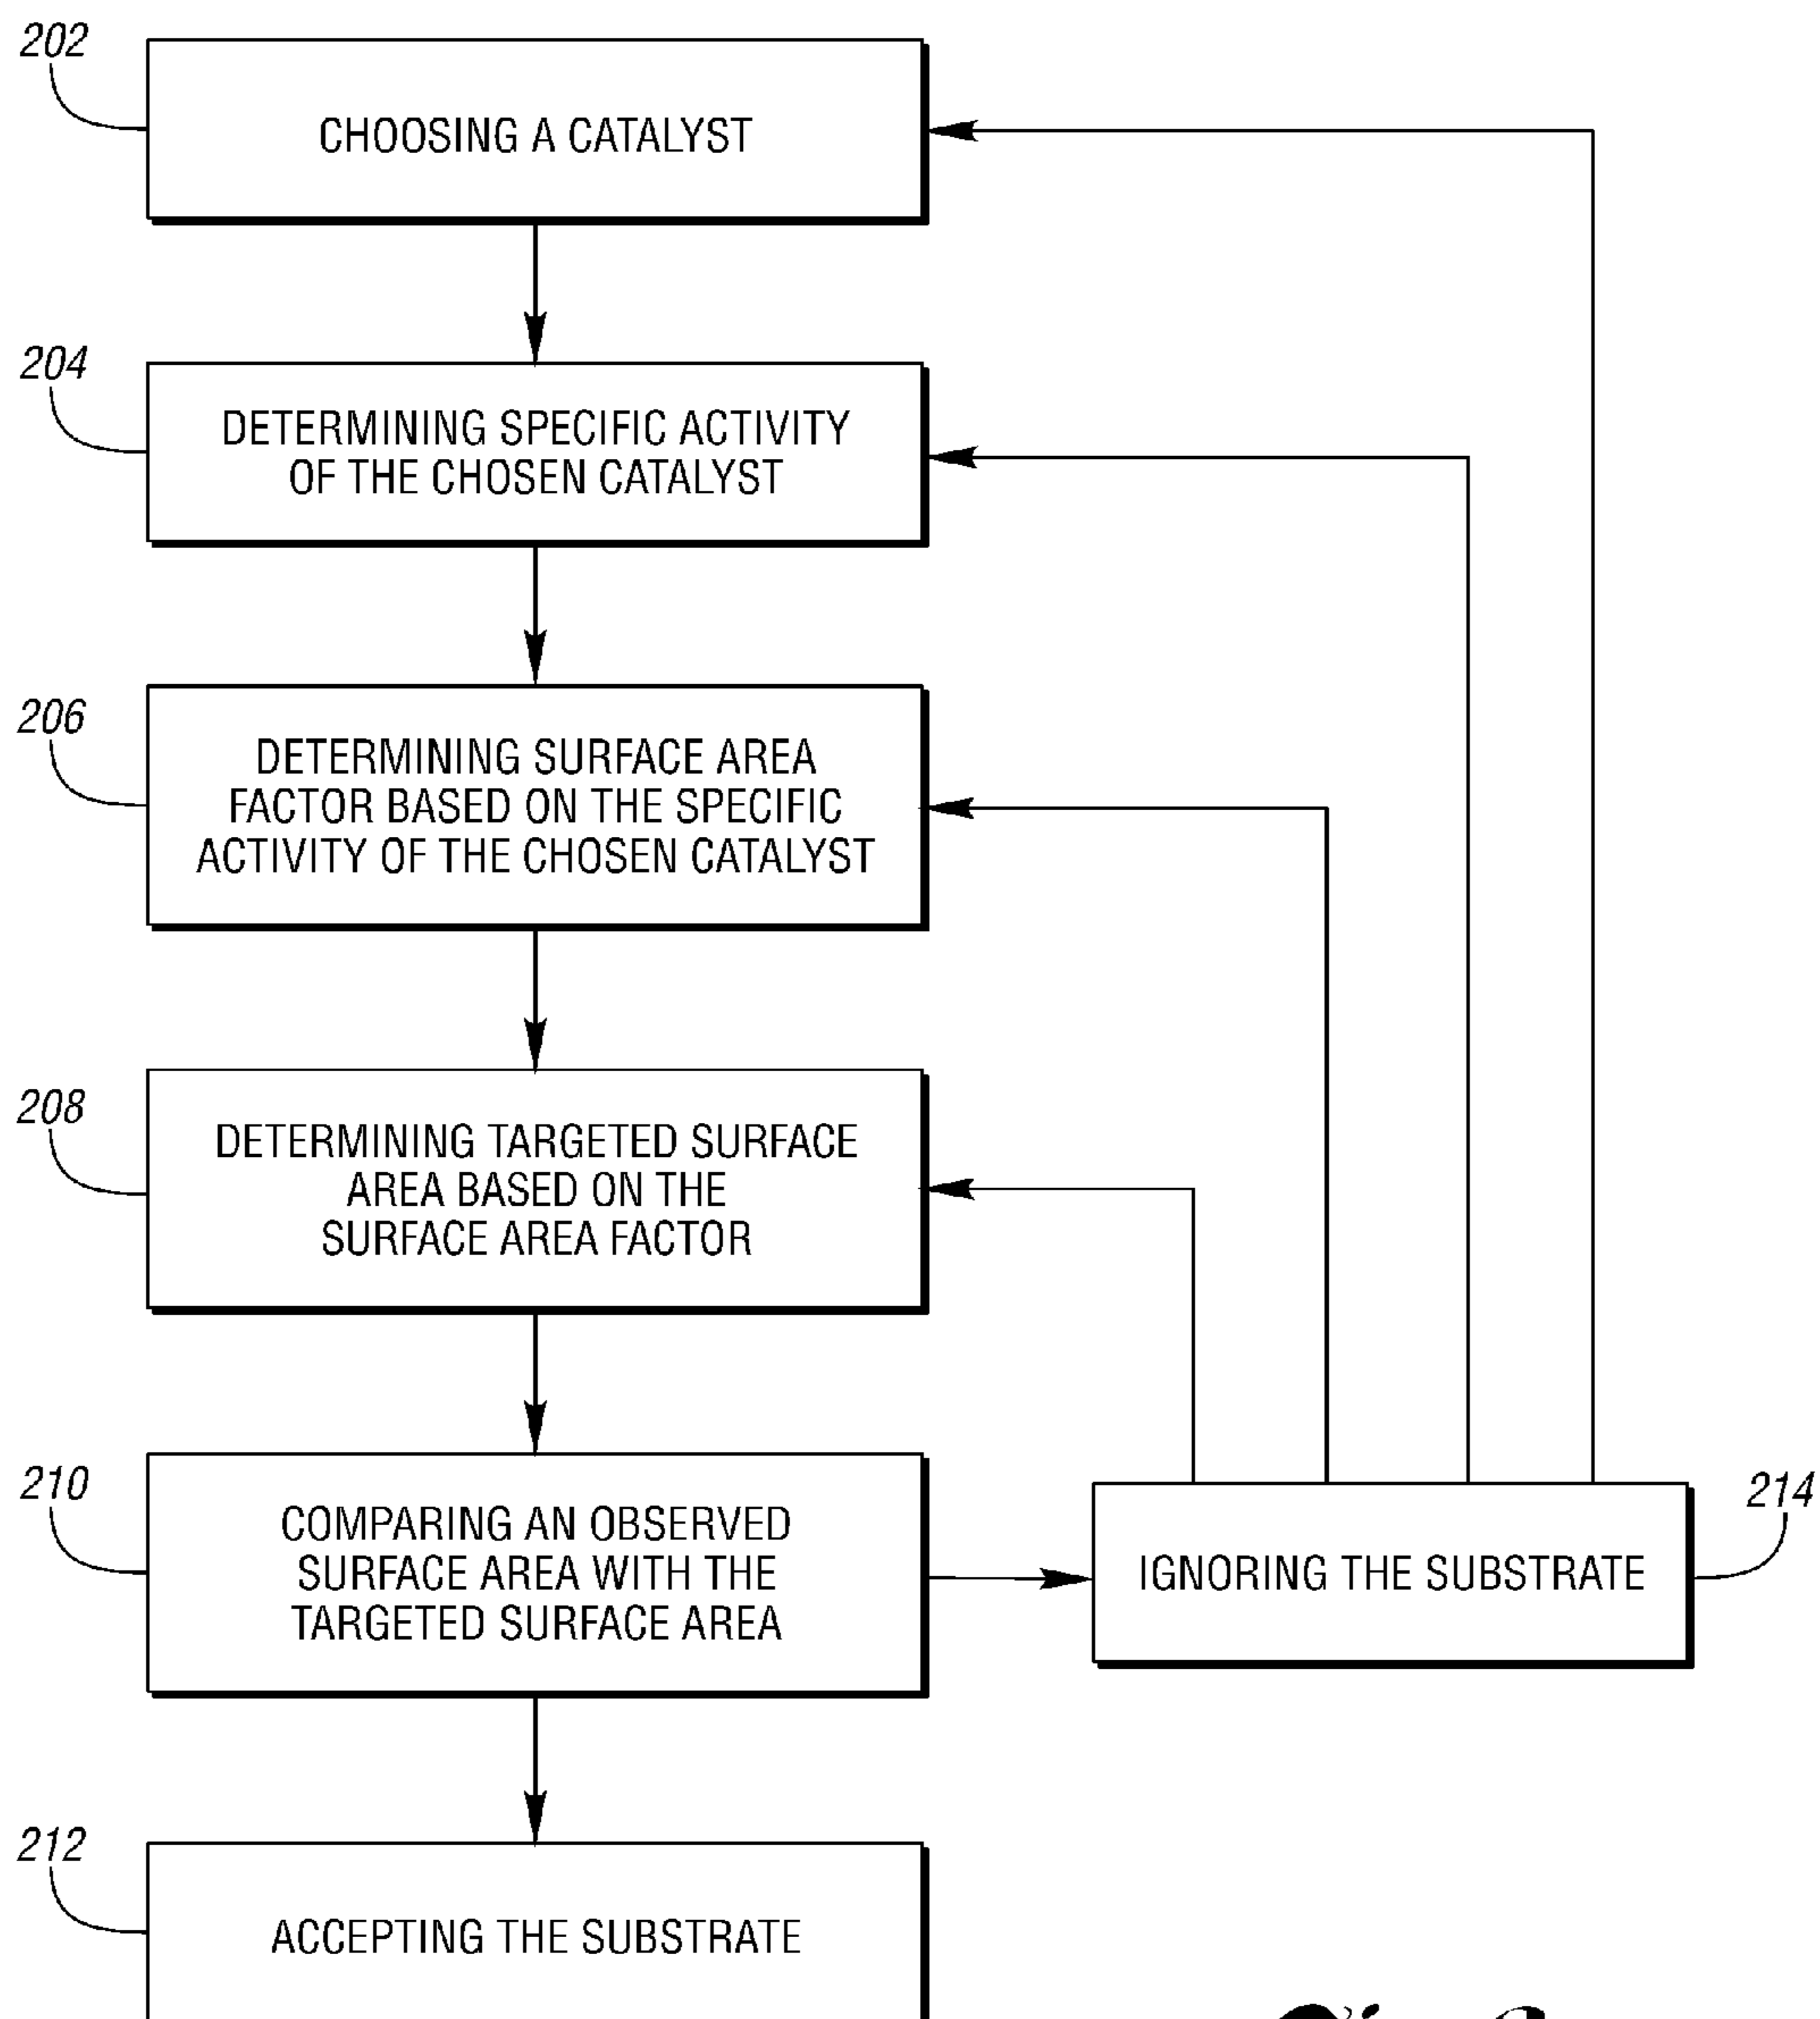 202
CHOOSING A CATALYST
204
DETERMINING SPECIFIC ACTIVITY
OF THE CHOSEN CATALYST
206
DETERMINING SURFACE AREA
FACTOR BASED ON THE SPECIFIC
ACTIVITY OF THE CHOSEN CATALYST
208
DETERMINING TARGETED SURFACE
AREA BASED ON THE
SURFACE AREA FACTOR
210
COMPARING AN OBSERVED
SURFACE AREA WITH THE
TARGETED SURFACE AREA
IGNORING THE SUBSTRATE
214
212
ACCEPTING THE SUBSTRATE